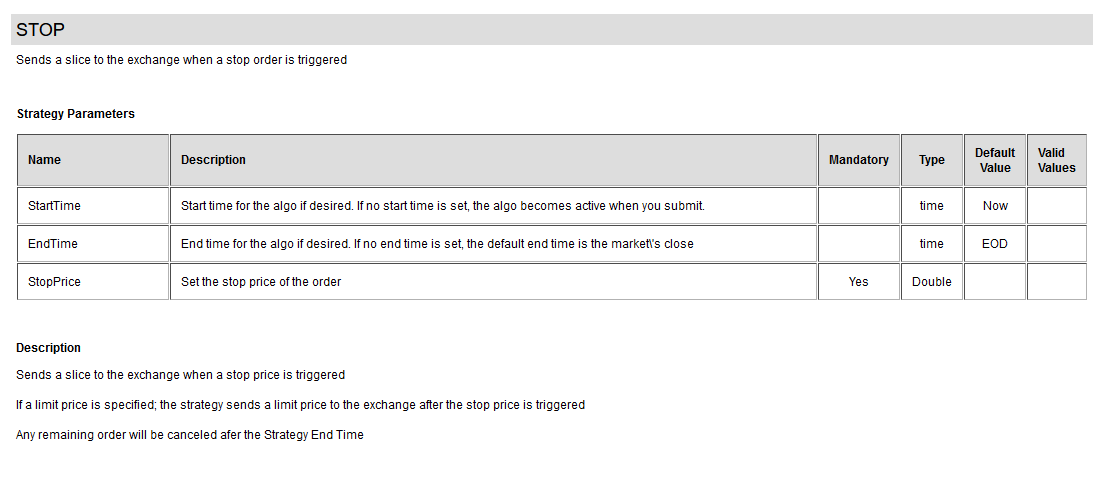 STOP
Sends a slice to the exchange when a stop order is triggered
Strategy Parameters
Name Description Mandatory Type Default Value Valid Values
StartTime Start time for the algo if desired. If no start time is set, the algo becomes active when you submit. time Now
EndTime End time for the algo if desired. If no end time is set, the default end time is the market\'s close time EOD
StopPrice Set the stop price of the order Yes Double
Description
Sends a slice to the exchange when a stop price is triggered
If a limit price is specified; the strategy sends a limit price to the exchange after the stop price is triggered
Any remaining order will be canceled afer the Strategy End Time